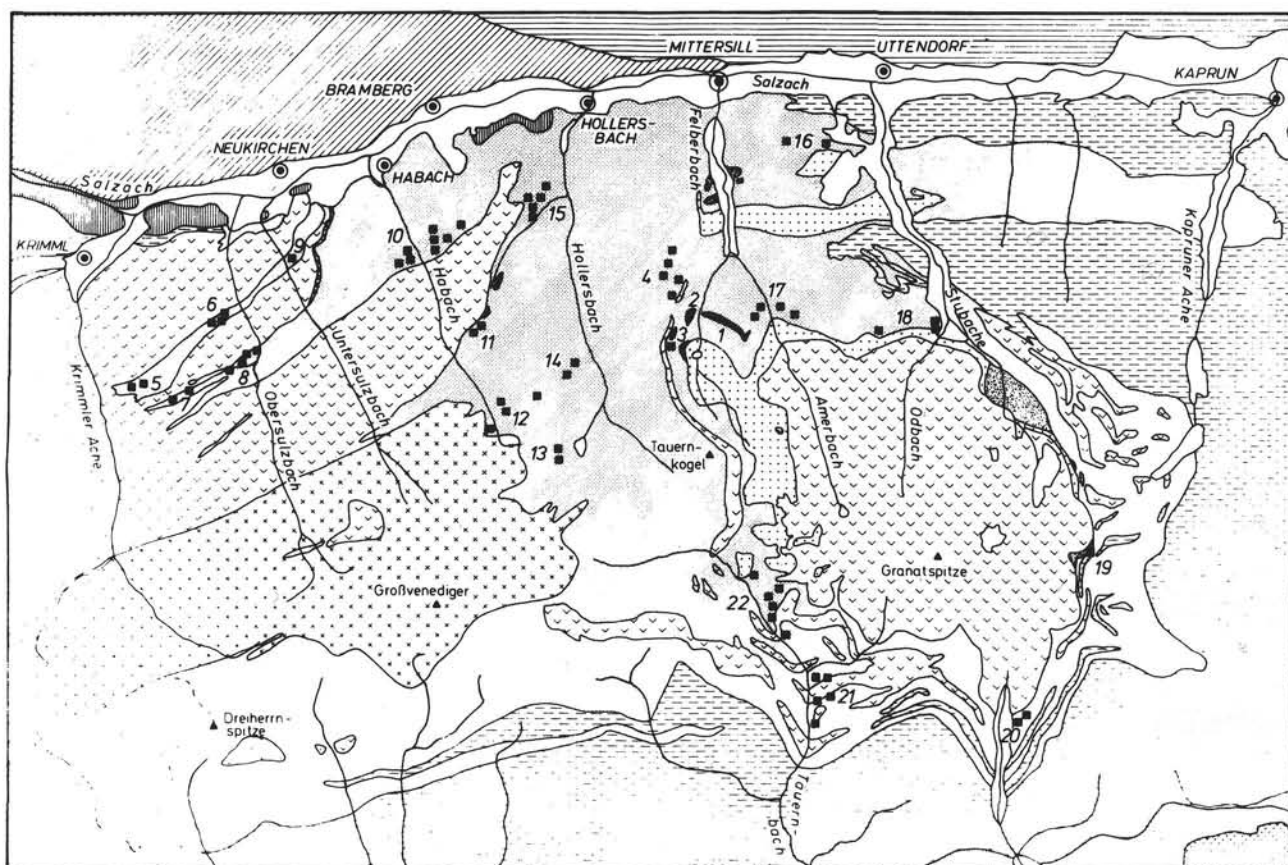 MITTERSILL
UTTENDORF
KAPRUN
Salzach
BRAMBERG
HOLLERS-
BACH
NEUKIRCHEN
HABACH
Salzach
KRIMML
Felberbach
16
15
10
9
Hollersbach
Habach
Kapruner Ache
4
6
2
17
1
3
18
Stubache
11
Untersulzbach
5
8
14
Krimmler Ache
Obersulzbach
12
13
Tauern-
kogel
Amerbach
Ödbach
Granatspitze
19
Großvenediger
22
21
20
Dreiherrn-
spitze
Tauern-
bach